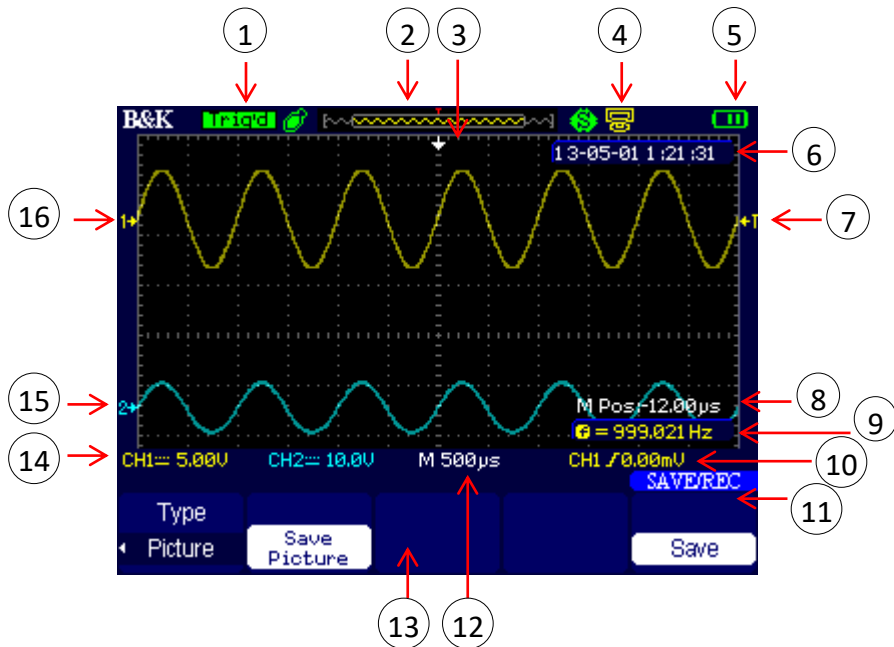 1 2 3 4 5
B&K Trig'd T S
13-05-01 1:21:31 6
16 1 T 7
15 2 M Pos:-12.00µs 8
f = 999.021Hz 9
14 CH1 5.00V CH2 10.0V M 500µs CH1 0.00mV 10
SAVE/REC 11
Type
Picture Save Picture Save
13 12